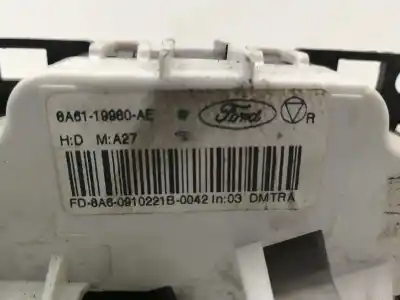 8A61-19980-AE Ford R
H:D M:A27
FD-8A6-0910221B-0042 In:03 DMTRA